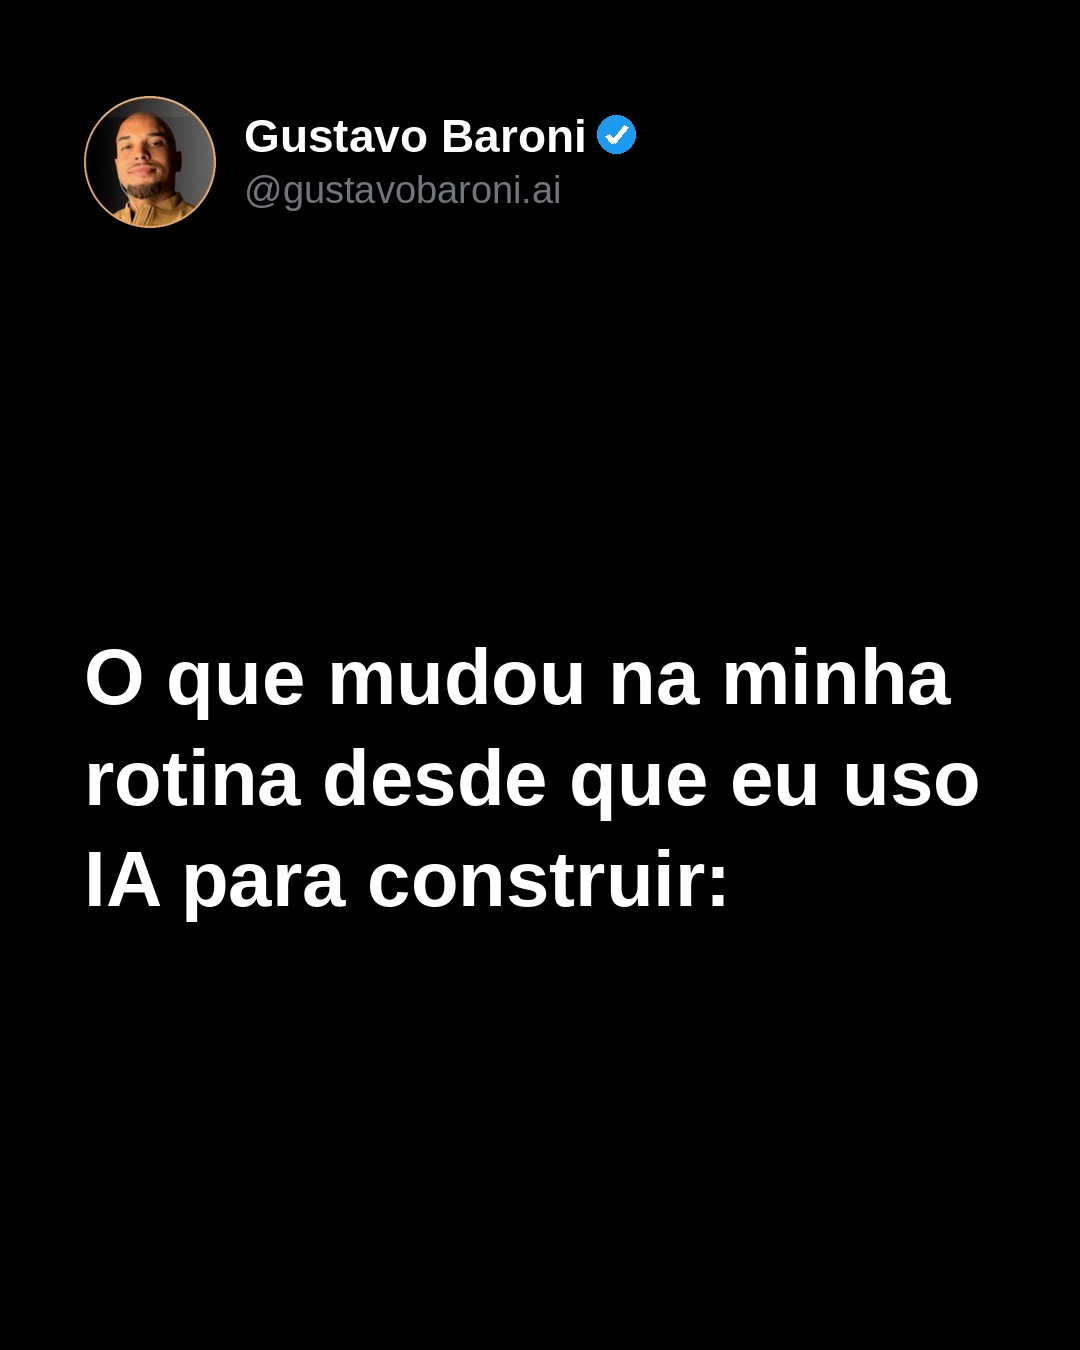 Gustavo Baroni
@gustavobaroni.ai
O que mudou na minha
rotina desde que eu uso
IA para construir: